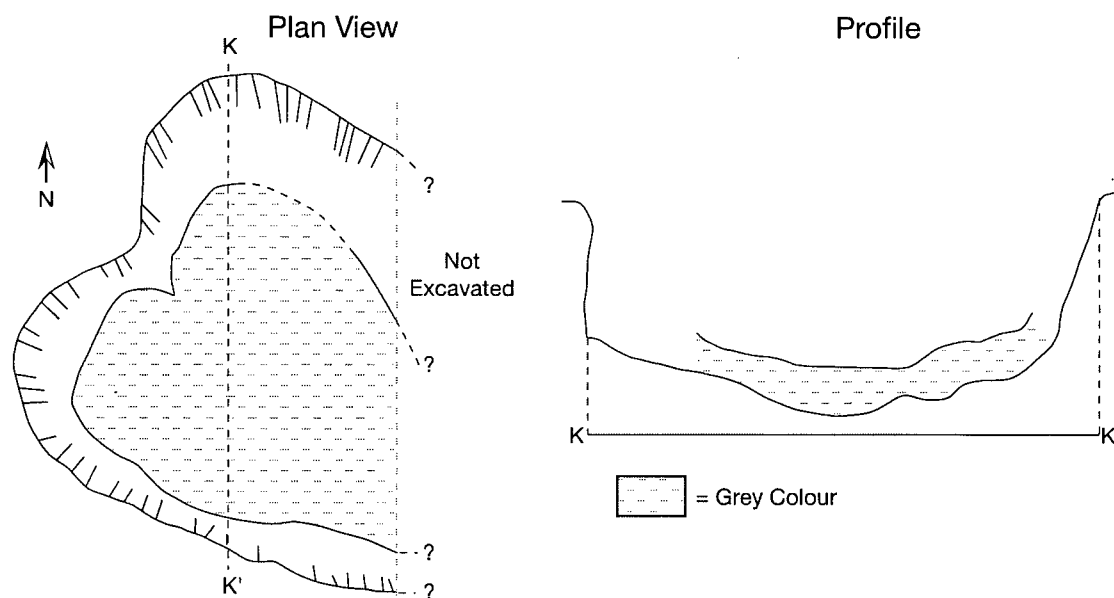 Plan View
Profile
K
N
?
Not
Excavated
?
K
K
= Grey Colour
?
K'
?